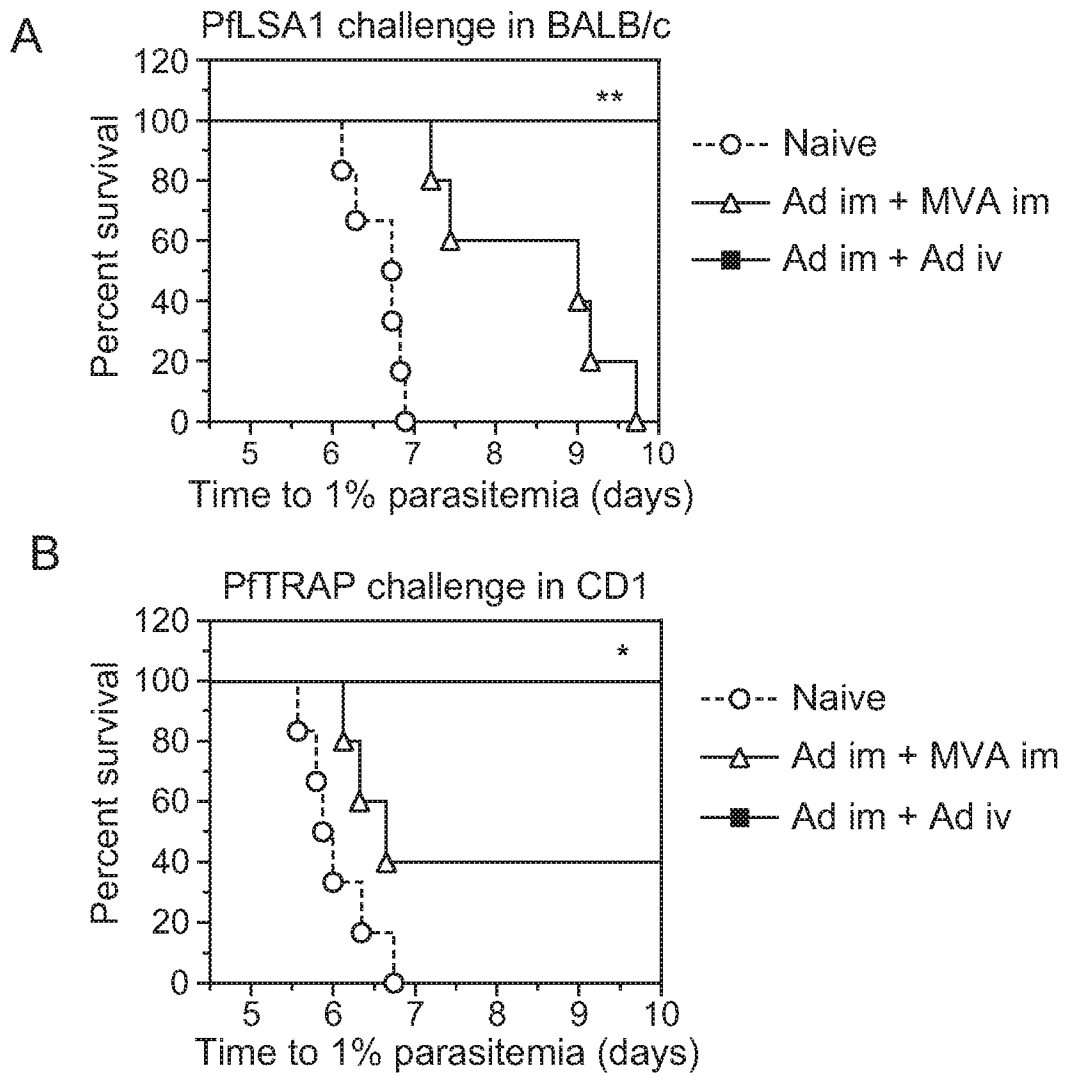 A
PfLSA1 challenge in BALB/c
120
100
80
60
40
20
0
Percent survival
**
5 6 7 8 9 10
Time to 1% parasitemia (days)
Naive
Ad im + MVA im
Ad im + Ad iv
B
PfTRAP challenge in CD1
120
100
80
60
40
20
0
Percent survival
*
5 6 7 8 9 10
Time to 1% parasitemia (days)
Naive
Ad im + MVA im
Ad im + Ad iv